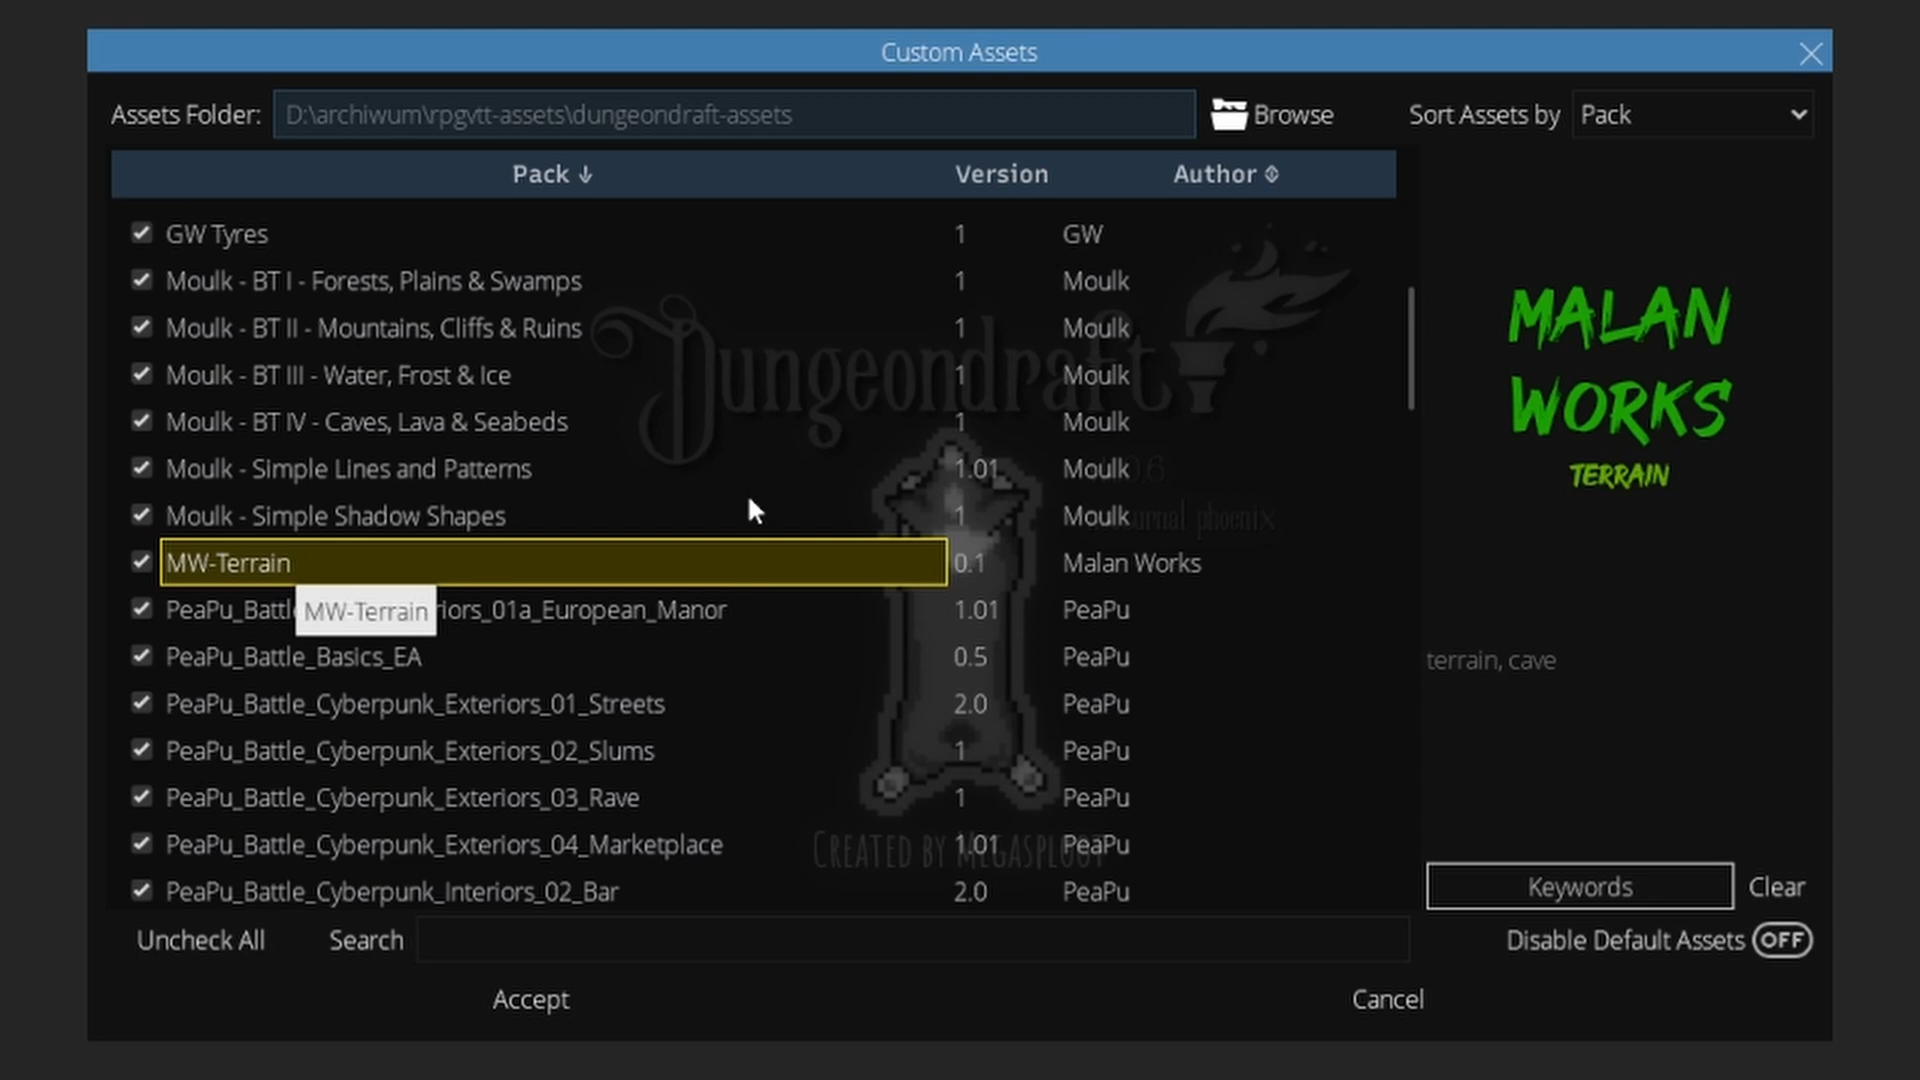 Custom Assets
Assets Folder: D:\archiwum\rpgvtt-assets\dungeondraft-assets Browse Sort Assets by Pack
Pack Version Author
GW Tyres 1 GW
Moulk - BT I - Forests, Plains & Swamps 1 Moulk
Moulk - BT II - Mountains, Cliffs & Ruins 1 Moulk
Moulk - BT III - Water, Frost & Ice 1 Moulk
Moulk - BT IV - Caves, Lava & Seabeds 1 Moulk
Moulk - Simple Lines and Patterns 1.01 Moulk
Moulk - Simple Shadow Shapes 1 Moulk
MW-Terrain 0.1 Malan Works
MW-Terrain
riors_01a_European_Manor 1.01 PeaPu
PeaPu_Battle_Basics_EA 0.5 PeaPu
PeaPu_Battle_Cyberpunk_Exteriors_01_Streets 2.0 PeaPu
PeaPu_Battle_Cyberpunk_Exteriors_02_Slums 1 PeaPu
PeaPu_Battle_Cyberpunk_Exteriors_03_Rave 1 PeaPu
PeaPu_Battle_Cyberpunk_Exteriors_04_Marketplace 1.01 PeaPu
PeaPu_Battle_Cyberpunk_Interiors_02_Bar 2.0 PeaPu
Dungeondraft
phoenix
Created by Megasploot
MALAN
WORKS
TERRAIN
terrain, cave
Keywords Clear
Uncheck All Search Disable Default Assets OFF
Accept Cancel